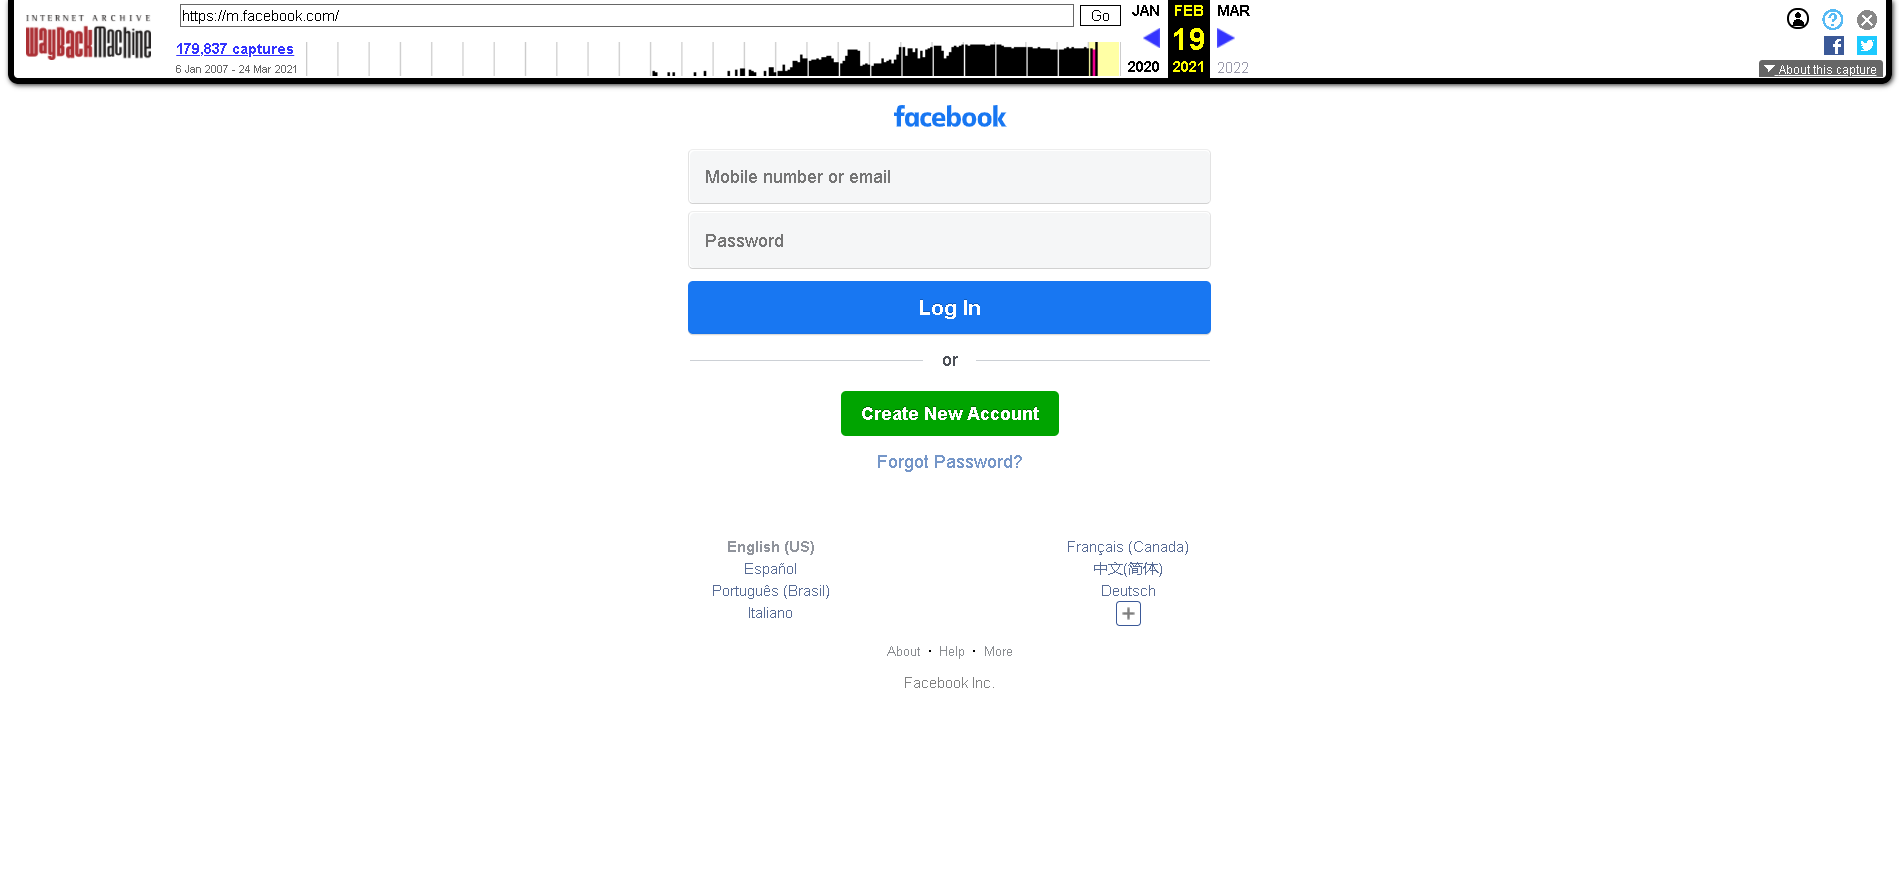 INTERNET ARCHIVE
WayBackMachine
https://m.facebook.com/
Go
JAN
FEB
MAR
179,837 captures
19
6 Jan 2007 - 24 Mar 2021
2020
2021
2022
About this capture
facebook
Mobile number or email
Password
Log In
or
Create New Account
Forgot Password?
English (US)
Español
Português (Brasil)
Italiano
Français (Canada)
中文(简体)
Deutsch
About · Help · More
Facebook Inc.